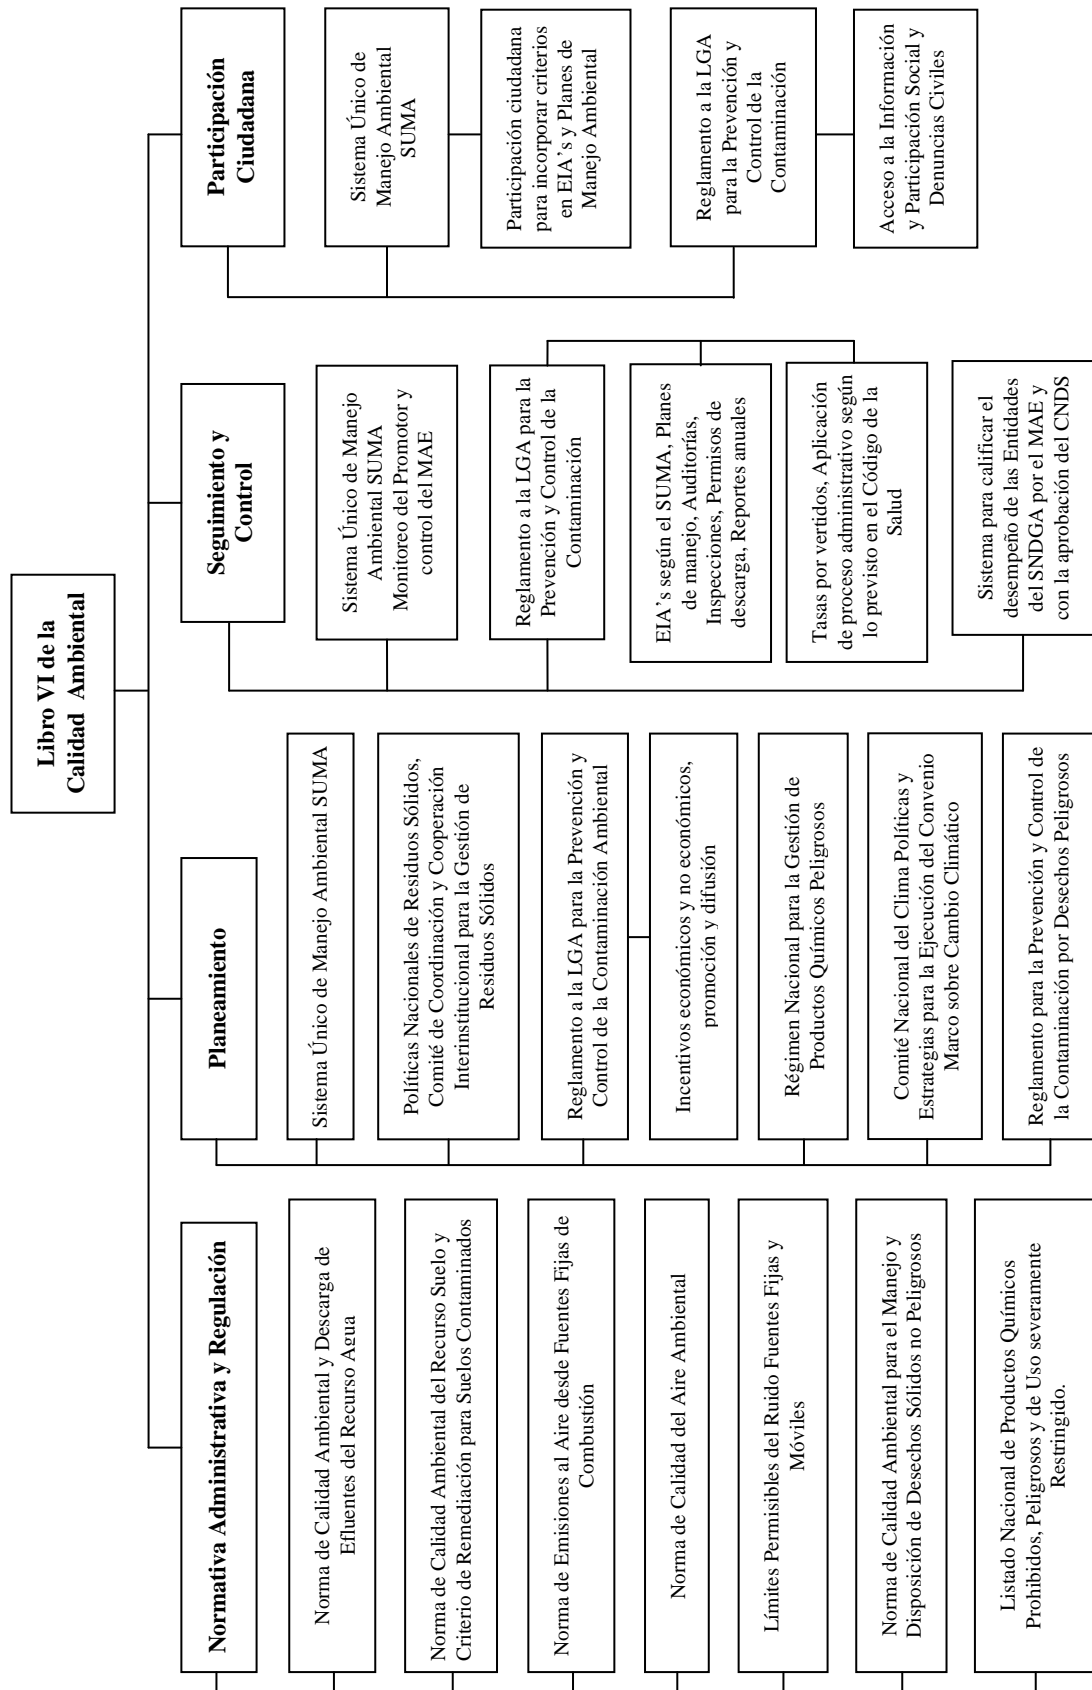 Libro VI de la
Calidad Ambiental
Normativa Administrativa y Regulación
Norma de Calidad Ambiental y Descarga de
Efluentes del Recurso Agua
Norma de Calidad Ambiental del Recurso Suelo y
Criterio de Remediación para Suelos Contaminados
Norma de Emisiones al Aire desde Fuentes Fijas de
Combustión
Norma de Calidad del Aire Ambiental
Límites Permisibles del Ruido Fuentes Fijas y
Móviles
Norma de Calidad Ambiental para el Manejo y
Disposición de Desechos Sólidos no Peligrosos
Listado Nacional de Productos Químicos
Prohibidos, Peligrosos y de Uso severamente
Restringido.
Planeamiento
Sistema Único de Manejo Ambiental SUMA
Políticas Nacionales de Residuos Sólidos,
Comité de Coordinación y Cooperación
Interinstitucional para la Gestión de
Residuos Sólidos
Reglamento a la LGA para la Prevención y
Control de la Contaminación Ambiental
Incentivos económicos y no económicos,
promoción y difusión
Régimen Nacional para la Gestión de
Productos Químicos Peligrosos
Comité Nacional del Clima Políticas y
Estrategias para la Ejecución del Convenio
Marco sobre Cambio Climático
Reglamento para la Prevención y Control de
la Contaminación por Desechos Peligrosos
Seguimiento y
Control
Sistema Único de Manejo
Ambiental SUMA
Monitoreo del Promotor y
control del MAE
Reglamento a la LGA para la
Prevención y Control de la
Contaminación
EIA's según el SUMA, Planes
de manejo, Auditorías,
Inspecciones, Permisos de
descarga, Reportes anuales
Tasas por vertidos, Aplicación
de proceso administrativo según
lo previsto en el Código de la
Salud
Sistema para calificar el
desempeño de las Entidades
del SNDGA por el MAE y
con la aprobación del CNDS
Participación
Ciudadana
Sistema Único de
Manejo Ambiental
SUMA
Participación ciudadana
para incorporar criterios
en EIA's y Planes de
Manejo Ambiental
Reglamento a la LGA
para la Prevención y
Control de la
Contaminación
Acceso a la Información
y Participación Social y
Denuncias Civiles